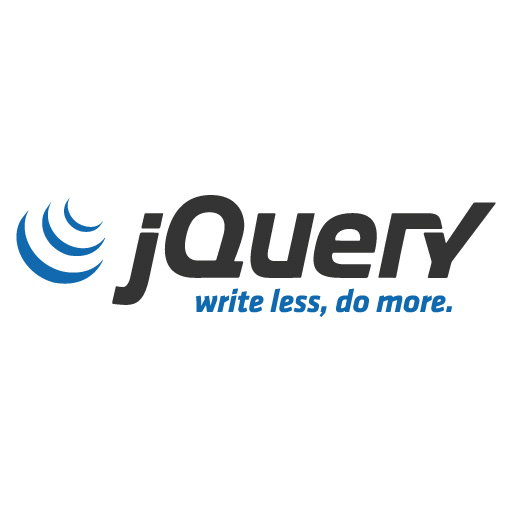 jQuery
write less, do more.